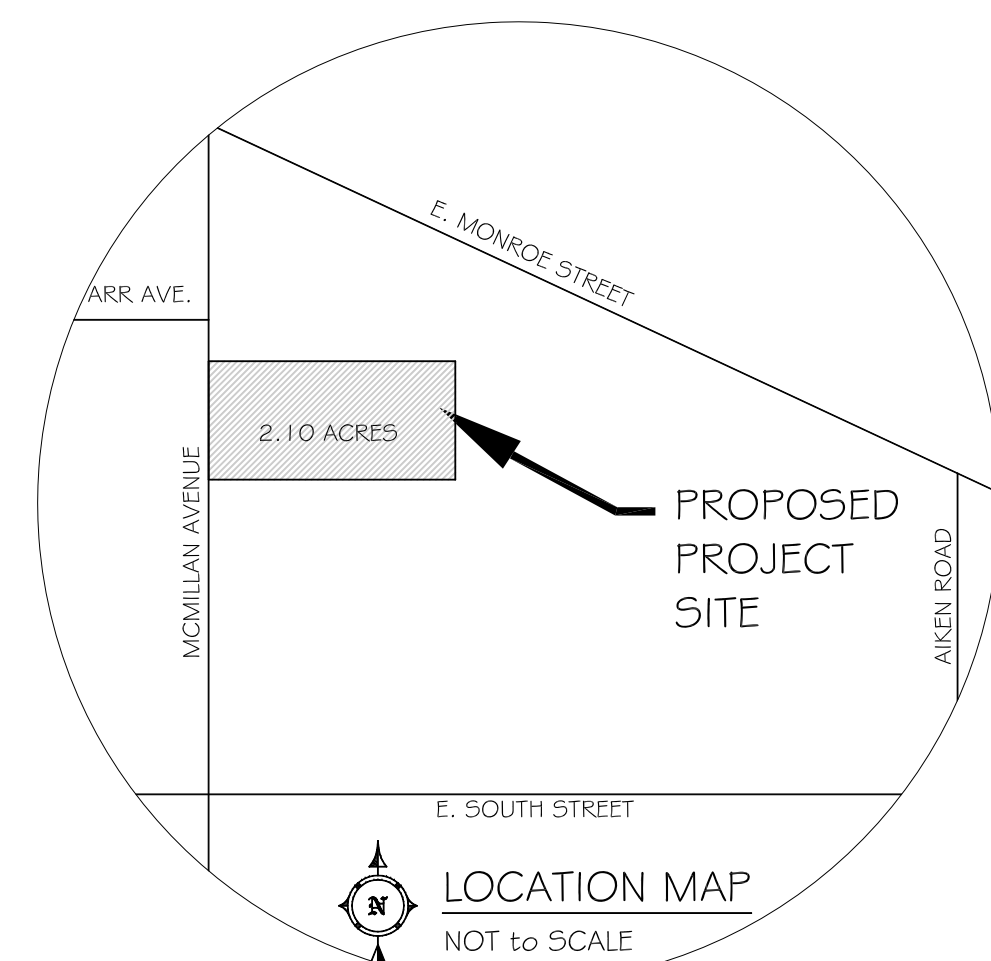 E. MONROE STREET
ARR AVE.
2.10 ACRES
MCMILLAN AVENUE
PROPOSED
PROJECT
SITE
AIKEN ROAD
E. SOUTH STREET
N
LOCATION MAP
NOT to SCALE